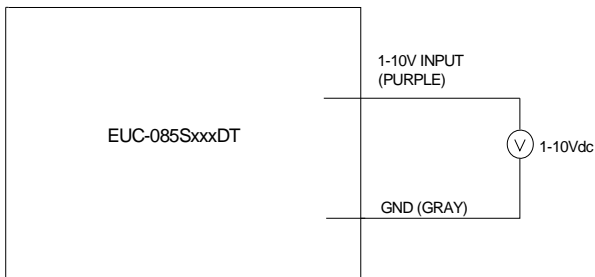 1-10V INPUT
(PURPLE)
EUC-085SxxxDT
V
1-10Vdc
GND (GRAY)